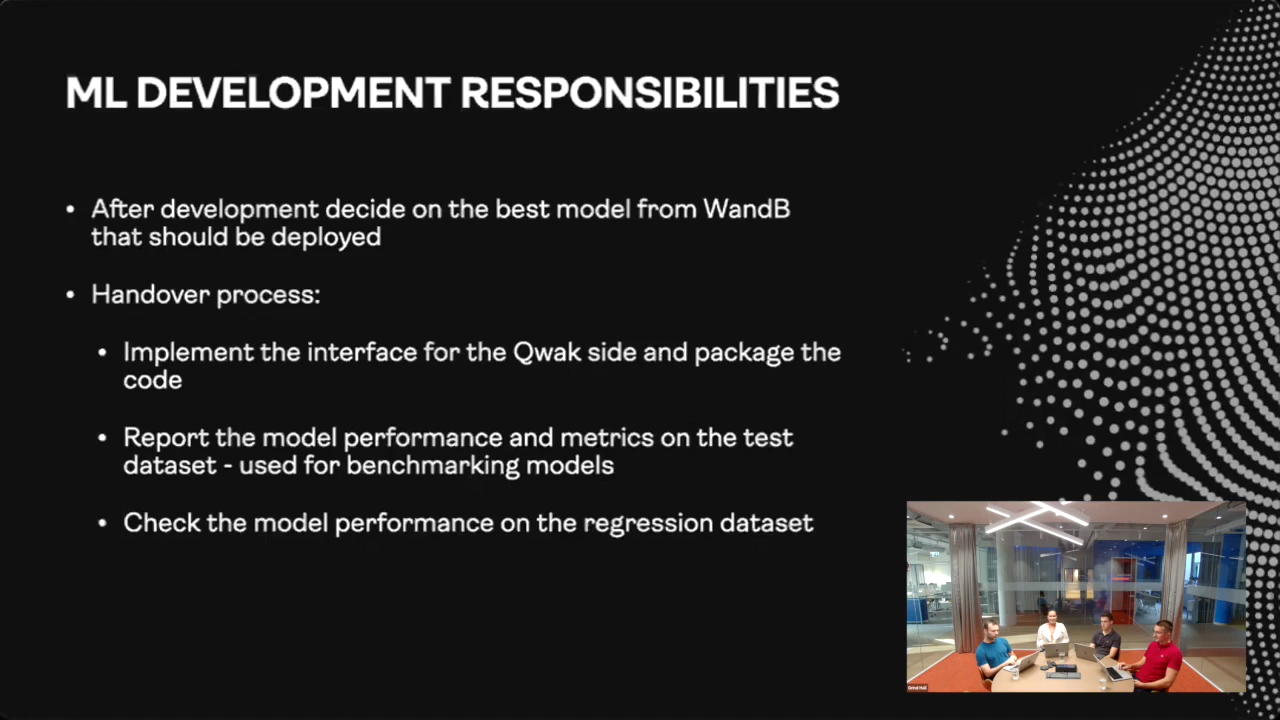 ML DEVELOPMENT RESPONSIBILITIES
• After development decide on the best model from WandB
that should be deployed
• Handover process:
• Implement the interface for the Qwak side and package the
code
• Report the model performance and metrics on the test
dataset - used for benchmarking models
• Check the model performance on the regression dataset